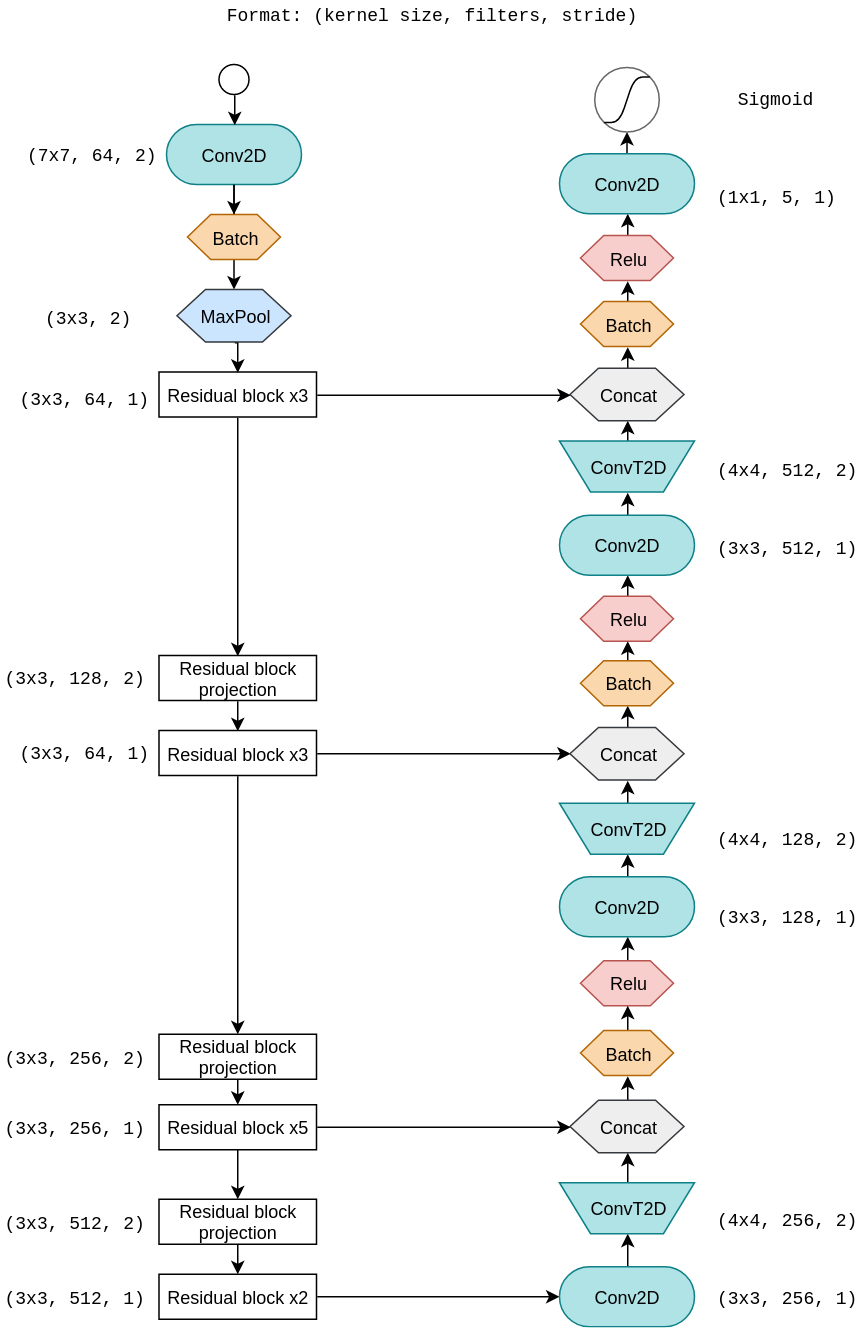 Format: (kernel size, filters, stride)
(7x7, 64, 2)
Conv2D
Batch
(3x3, 2)
MaxPool
(3x3, 64, 1)
Residual block x3
(3x3, 128, 2)
Residual block
projection
(3x3, 64, 1)
Residual block x3
(3x3, 256, 2)
Residual block
projection
(3x3, 256, 1)
Residual block x5
(3x3, 512, 2)
Residual block
projection
(3x3, 512, 1)
Residual block x2
Sigmoid
Conv2D
(1x1, 5, 1)
Relu
Batch
Concat
ConvT2D
(4x4, 512, 2)
Conv2D
(3x3, 512, 1)
Relu
Batch
Concat
ConvT2D
(4x4, 128, 2)
Conv2D
(3x3, 128, 1)
Relu
Batch
Concat
ConvT2D
(4x4, 256, 2)
Conv2D
(3x3, 256, 1)